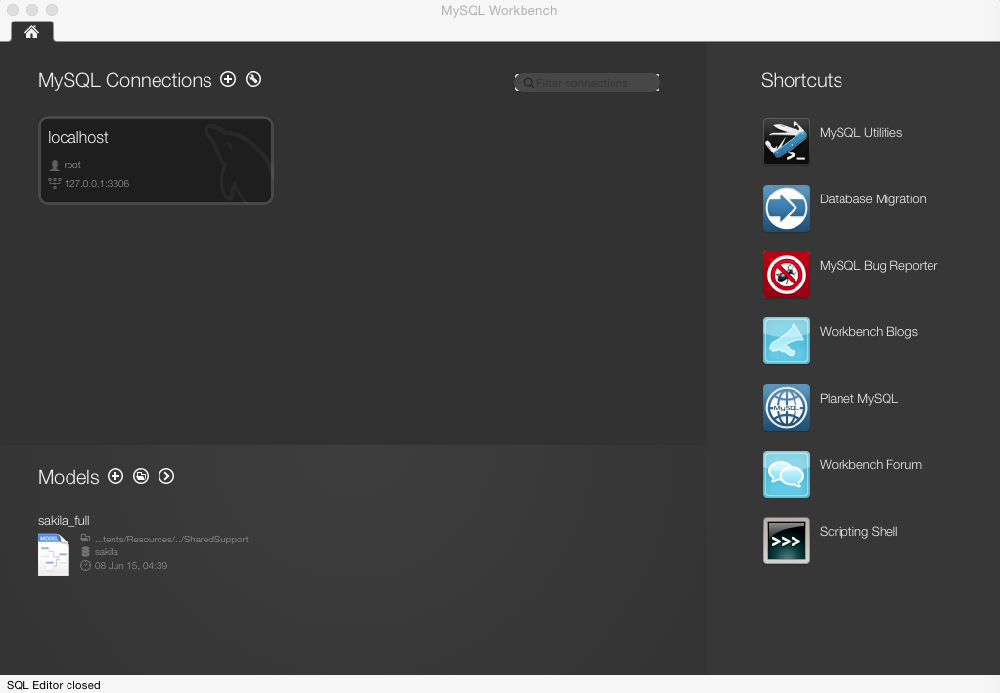 MySQL Workbench
MySQL Connections
Filter connections
localhost
root
127.0.0.1:3306
Shortcuts
MySQL Utilities
Database Migration
MySQL Bug Reporter
Workbench Blogs
MySQL
Planet MySQL
Workbench Forum
>>>
Scripting Shell
Models
sakila_full
MODEL
...tents/Resources/../SharedSupport
sakila
08 Jun 15, 04:39
SQL Editor closed